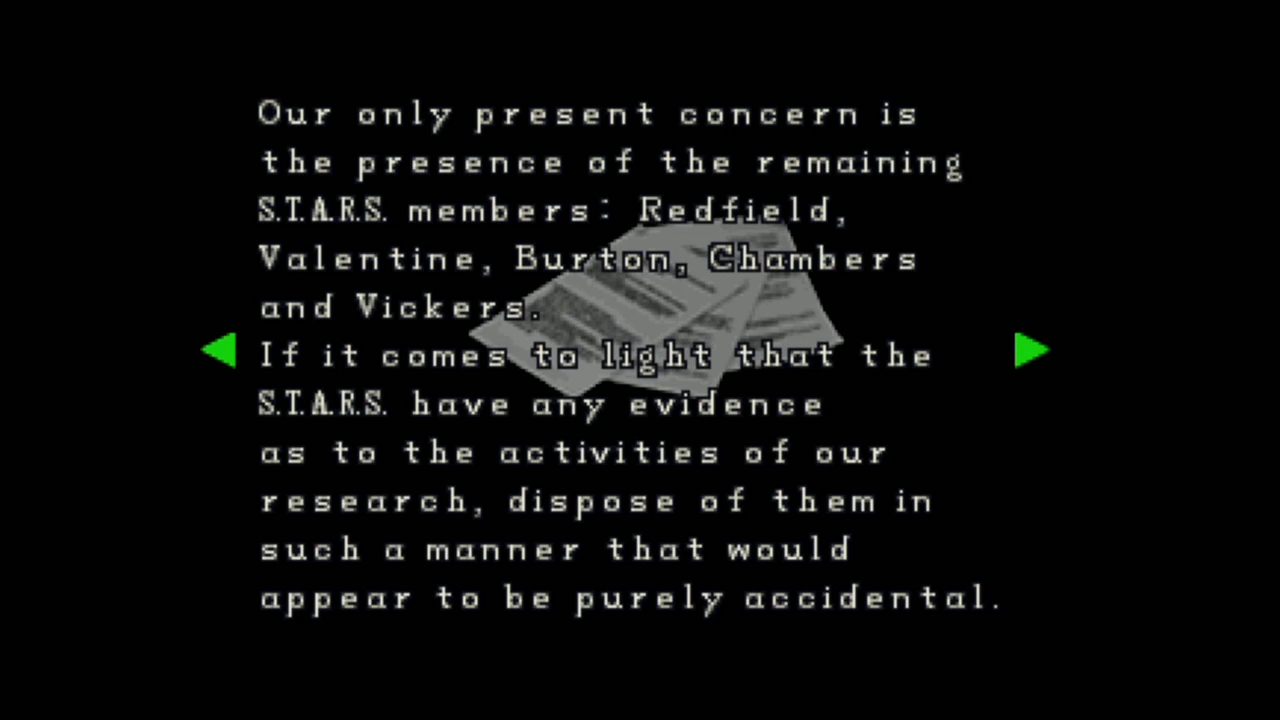 Our only present concern is
the presence of the remaining
S.T.A.R.S. members: Redfield,
Valentine, Burton, Chambers
and Vickers.
If it comes to light that the
S.T.A.R.S. have any evidence
as to the activities of our
research, dispose of them in
such a manner that would
appear to be purely accidental.